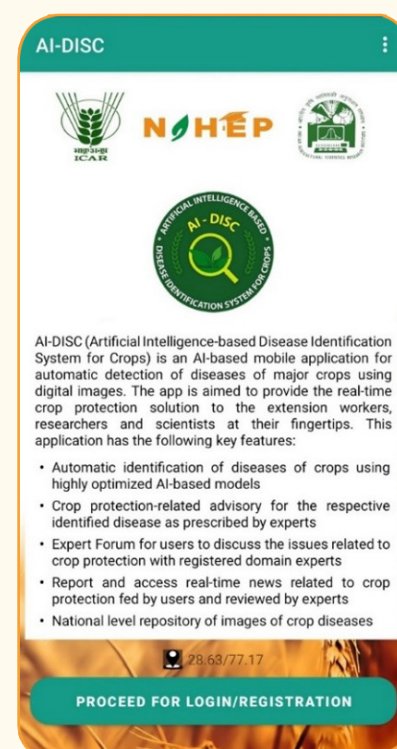 AI-DISC
ICAR
NAHEP
ARTIFICIAL INTELLIGENCE BASED
AI - DISC
DISEASE IDENTIFICATION SYSTEM FOR CROPS
AI-DISC (Artificial Intelligence-based Disease Identification
System for Crops) is an AI-based mobile application for
automatic detection of diseases of major crops using
digital images. The app is aimed to provide the real-time
crop protection solution to the extension workers,
researchers and scientists at their fingertips. This
application has the following key features:
• Automatic identification of diseases of crops using
highly optimized AI-based models
• Crop protection-related advisory for the respective
identified disease as prescribed by experts
• Expert Forum for users to discuss the issues related to
crop protection with registered domain experts
• Report and access real-time news related to crop
protection fed by users and reviewed by experts
• National level repository of images of crop diseases
28.63/77.17
PROCEED FOR LOGIN/REGISTRATION